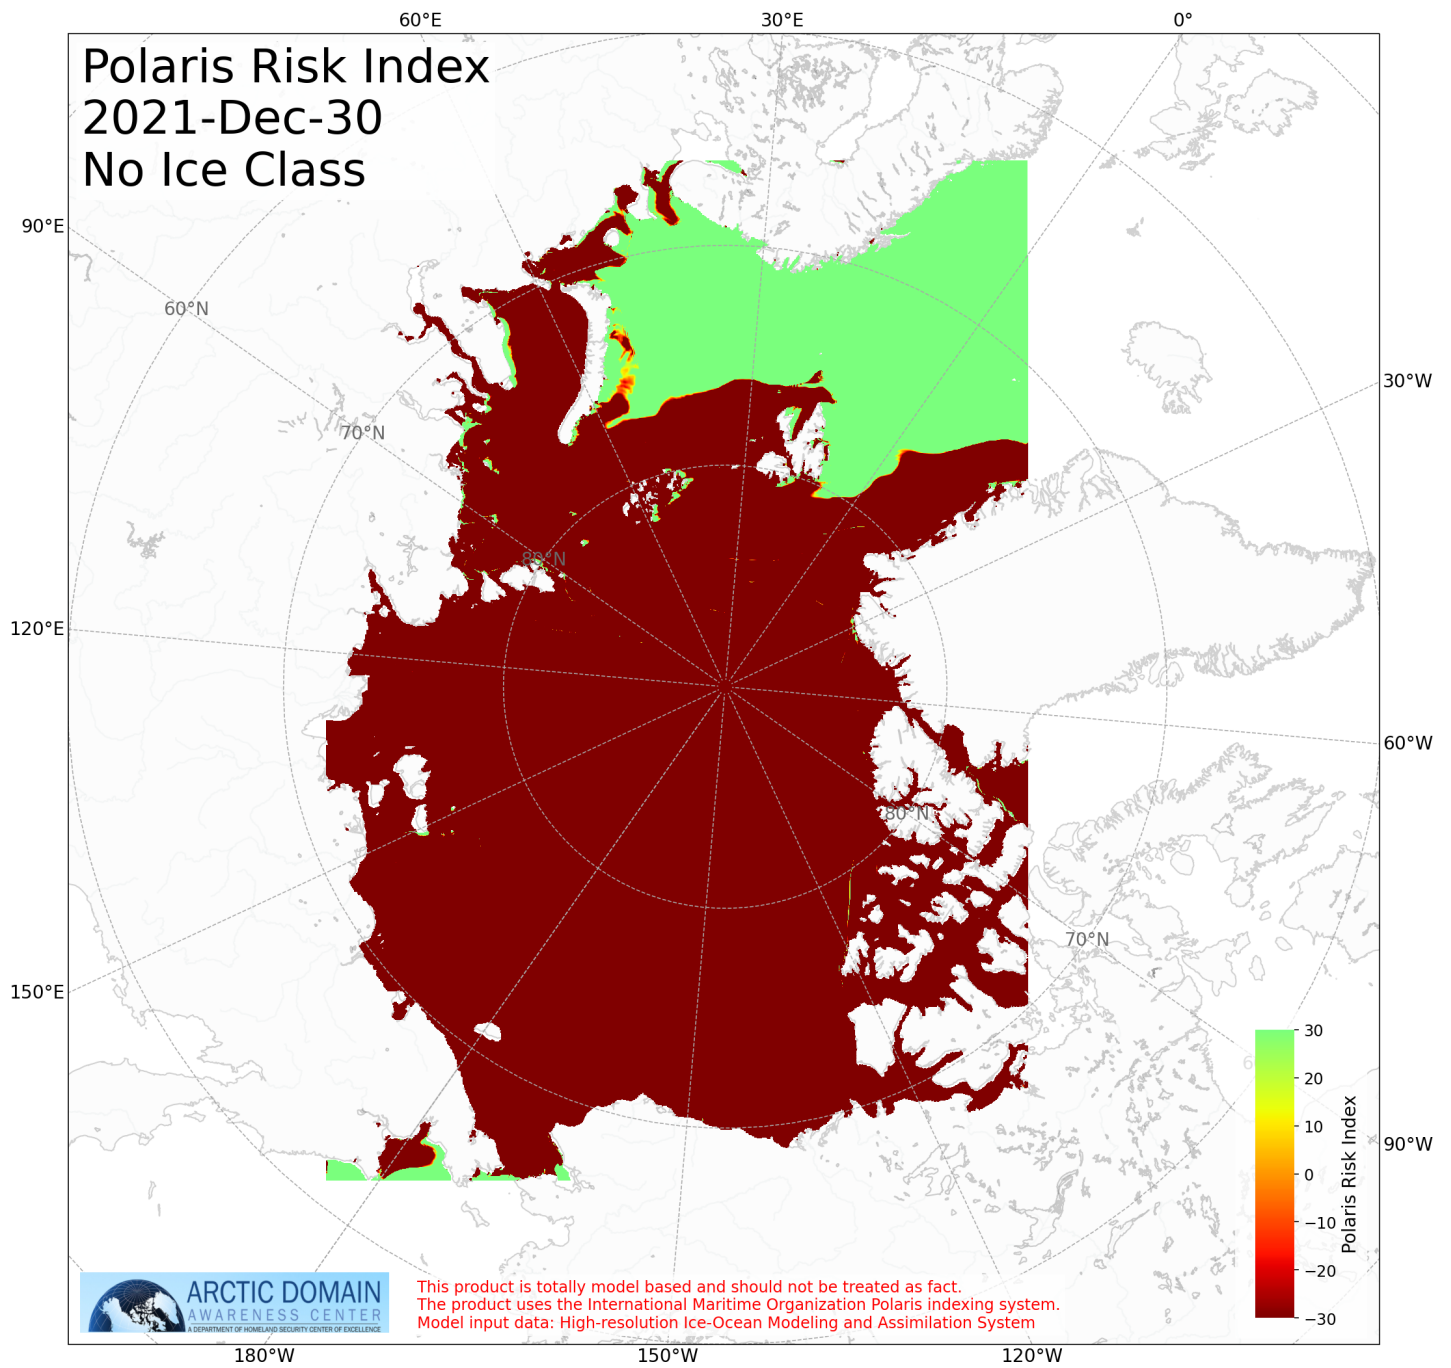 60°E 30°E 0°
Polaris Risk Index
2021-Dec-30
No Ice Class
90°E
60°N
30°W
70°N
80°N
120°E
60°W
80°N
70°N
150°E
30
20
10
0
−10
−20
−30
Polaris Risk Index
90°W
ARCTIC DOMAIN
AWARENESS CENTER
A DEPARTMENT OF HOMELAND SECURITY CENTER OF EXCELLENCE
This product is totally model based and should not be treated as fact.
The product uses the International Maritime Organization Polaris indexing system.
Model input data: High-resolution Ice-Ocean Modeling and Assimilation System
180°W 150°W 120°W